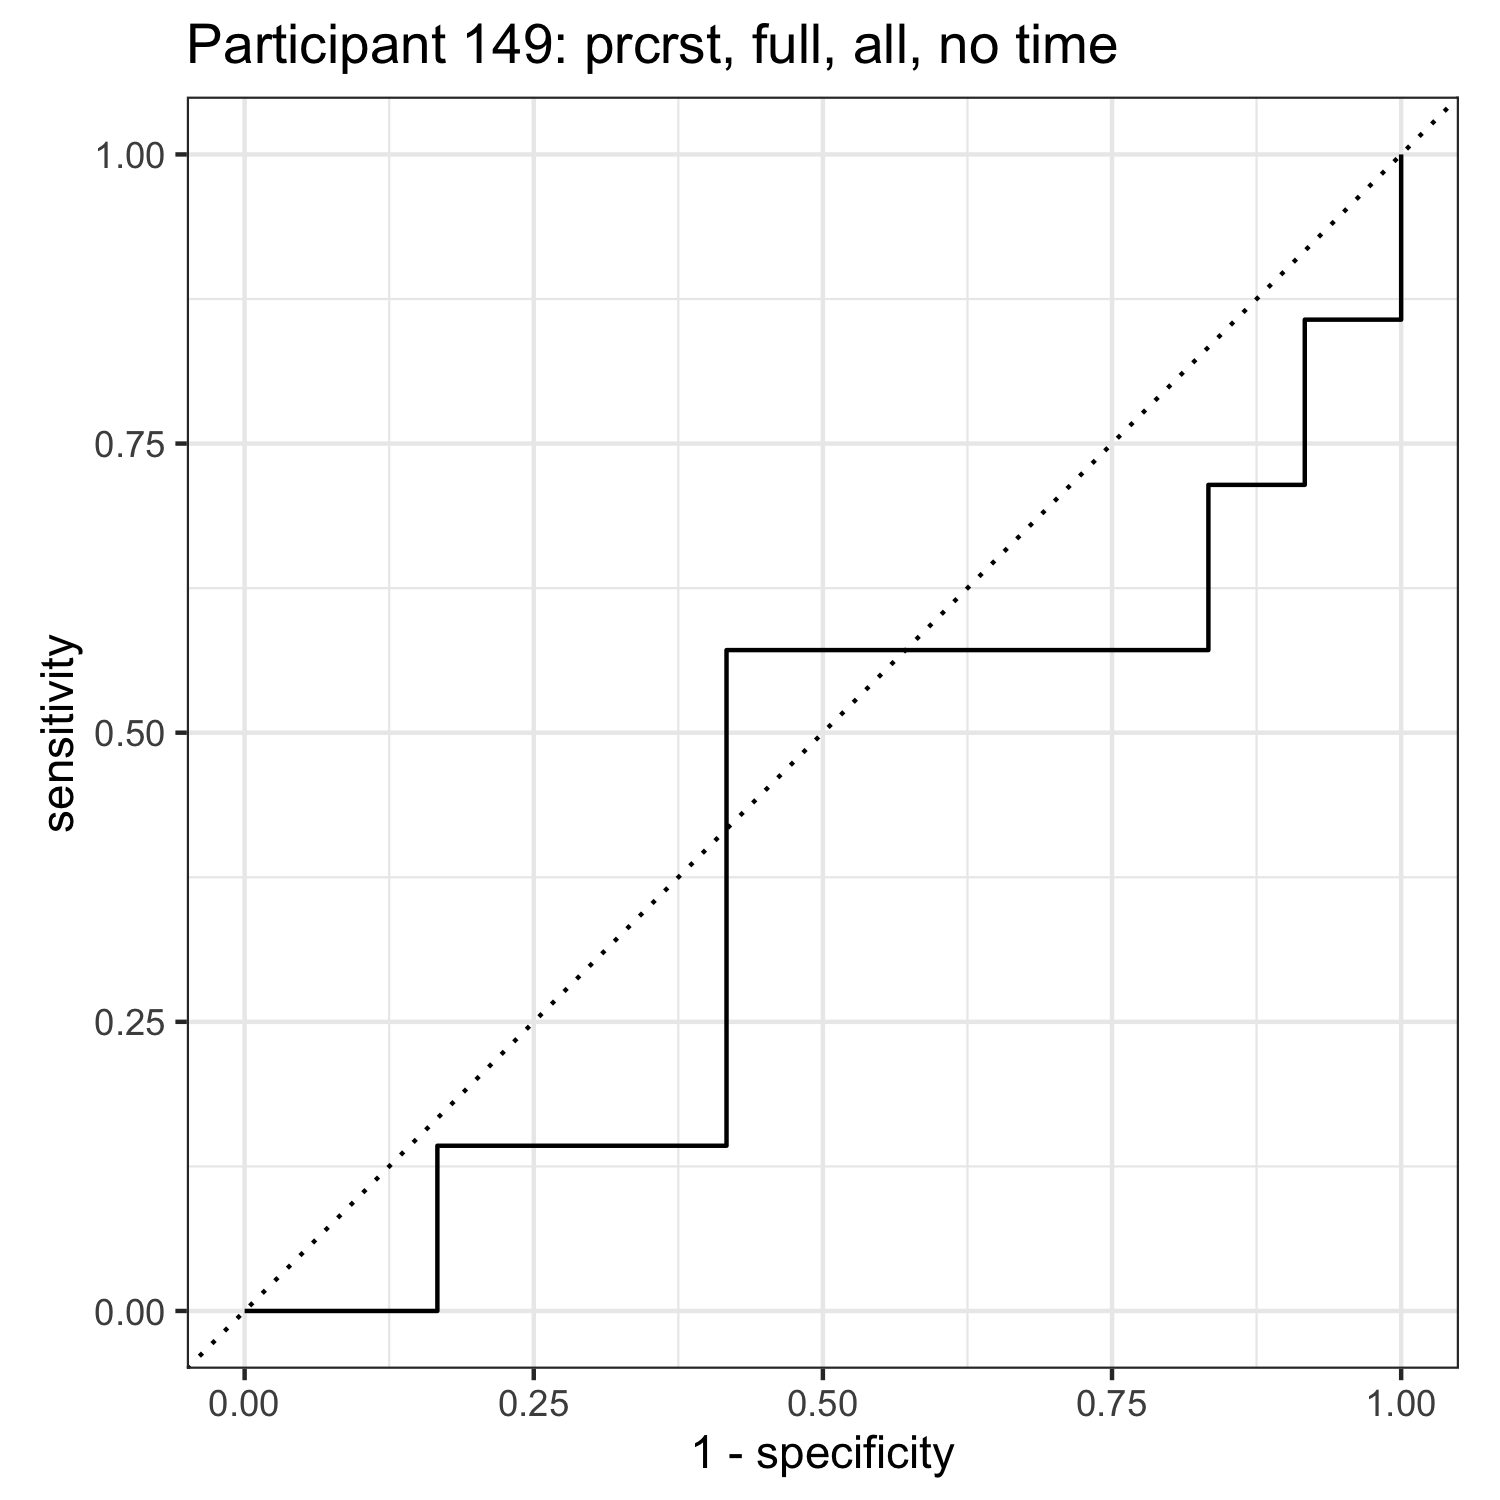 Participant 149: prcrst, full, all, no time
1.00
0.75
0.50
0.25
0.00
sensitivity
0.00 0.25 0.50 0.75 1.00
1 - specificity